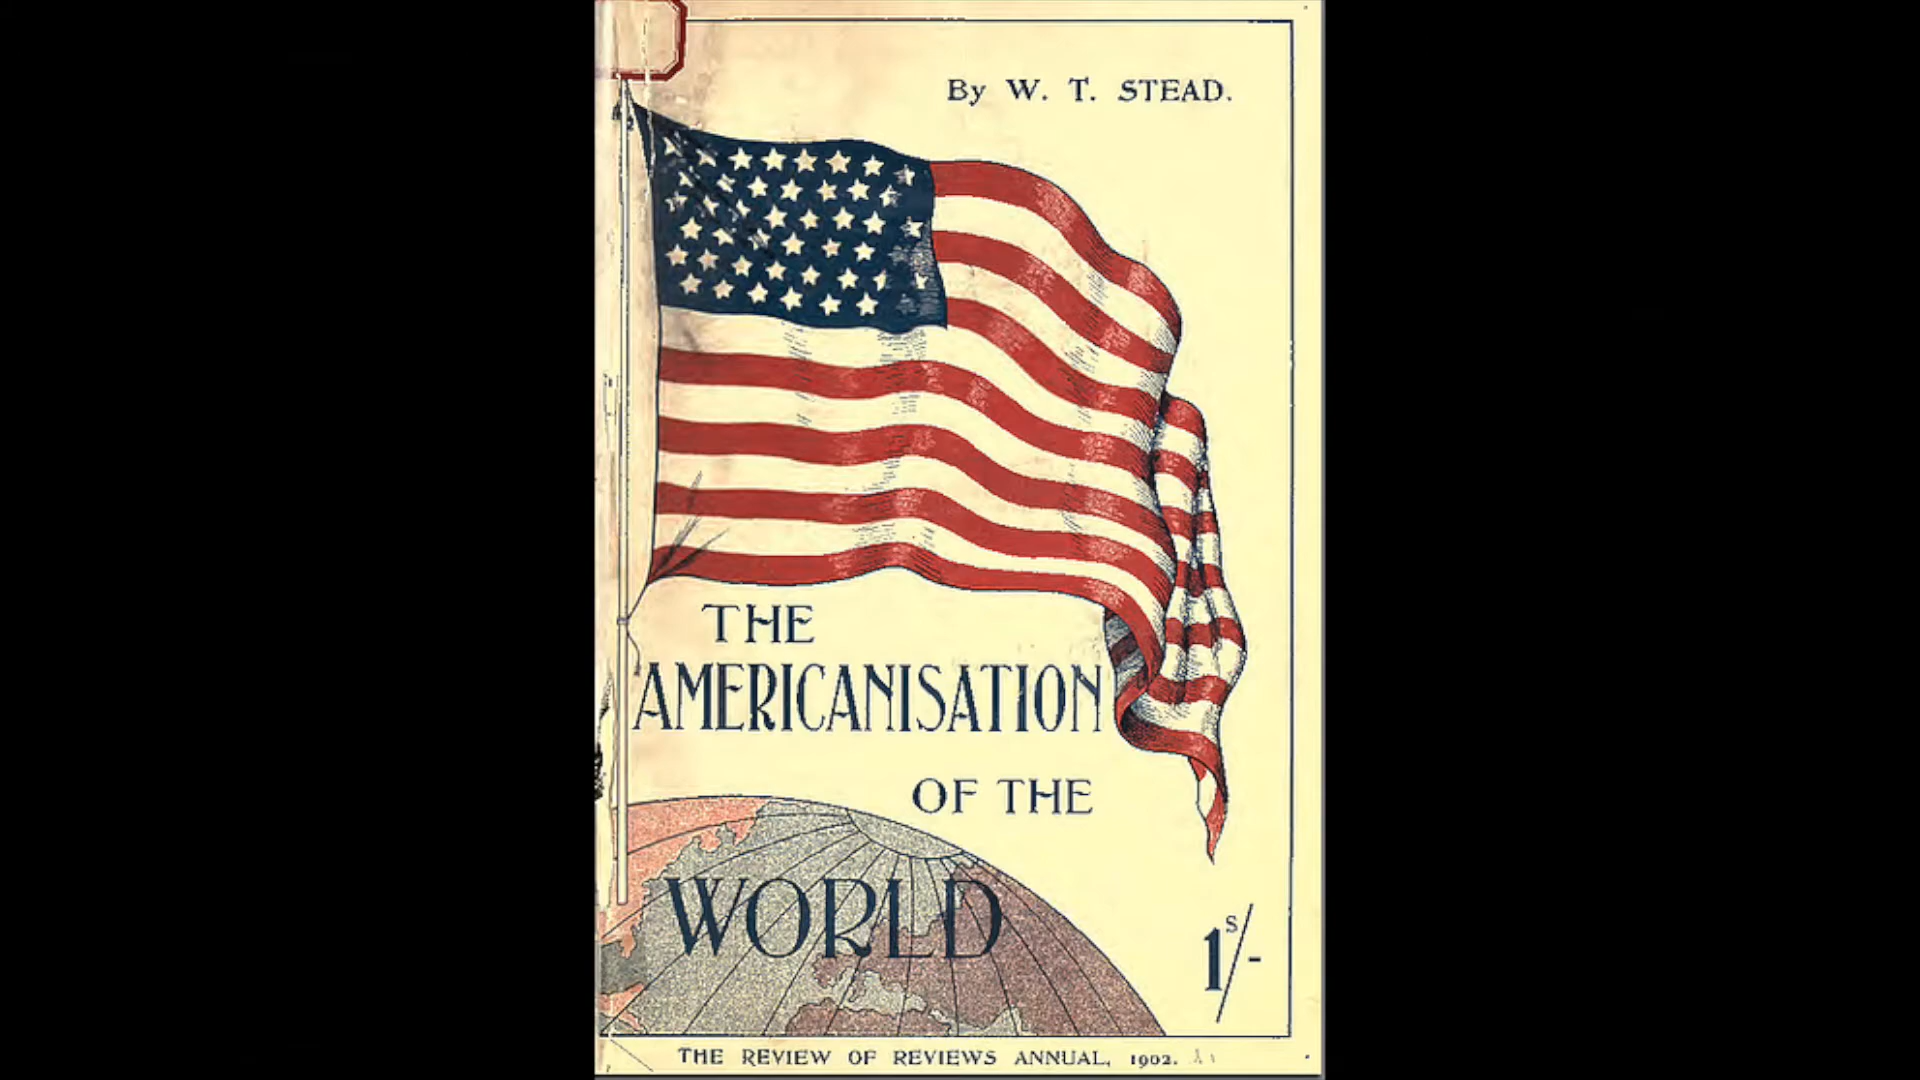 By W. T. STEAD.
THE
AMERICANISATION
OF THE
WORLD
1s/-
THE REVIEW OF REVIEWS ANNUAL, 1902.